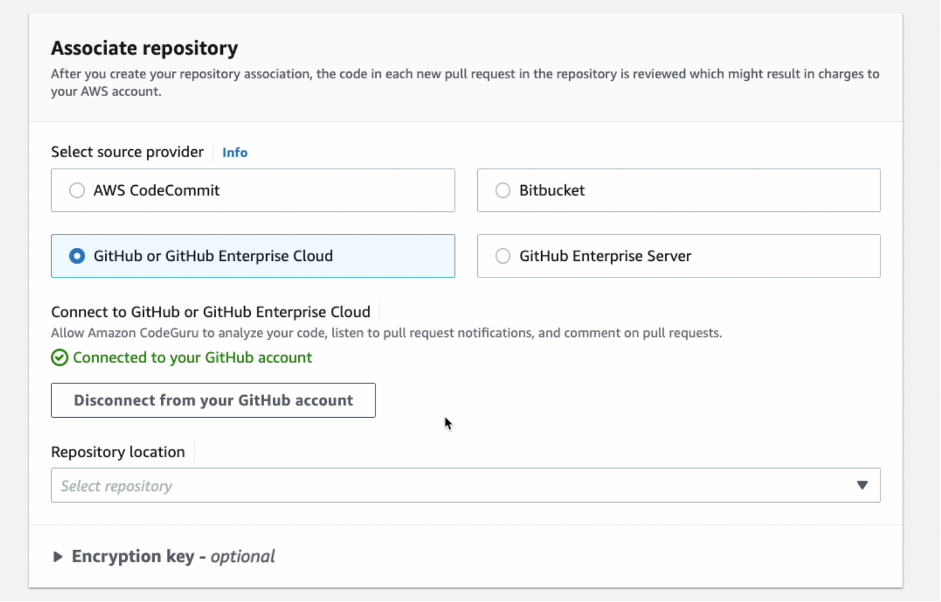 Associate repository
After you create your repository association, the code in each new pull request in the repository is reviewed which might result in charges to
your AWS account.
Select source provider
Info
AWS CodeCommit
Bitbucket
GitHub or GitHub Enterprise Cloud
GitHub Enterprise Server
Connect to GitHub or GitHub Enterprise Cloud
Allow Amazon CodeGuru to analyze your code, listen to pull request notifications, and comment on pull requests.
Connected to your GitHub account
Disconnect from your GitHub account
Repository location
Select repository
Encryption key - optional